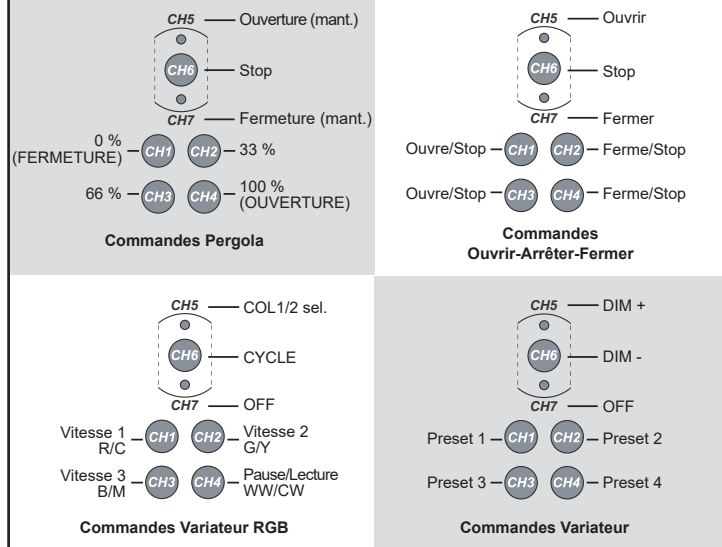 CH5 Ouverture (mant.)
CH6 Stop
CH7 Fermeture (mant.)
0 %
(FERMETURE) CH1 CH2 33 %
66 % CH3 CH4 100 %
(OUVERTURE)
Commandes Pergola
CH5 Ouvrir
CH6 Stop
CH7 Fermer
Ouvre/Stop CH1 CH2 Ferme/Stop
Ouvre/Stop CH3 CH4 Ferme/Stop
Commandes
Ouvrir-Arrêter-Fermer
CH5 COL1/2 sel.
CH6 CYCLE
CH7 OFF
Vitesse 1
R/C CH1 CH2 Vitesse 2
G/Y
Vitesse 3
B/M CH3 CH4 Pause/Lecture
WW/CW
Commandes Variateur RGB
CH5 DIM +
CH6 DIM -
CH7 OFF
Preset 1 CH1 CH2 Preset 2
Preset 3 CH3 CH4 Preset 4
Commandes Variateur